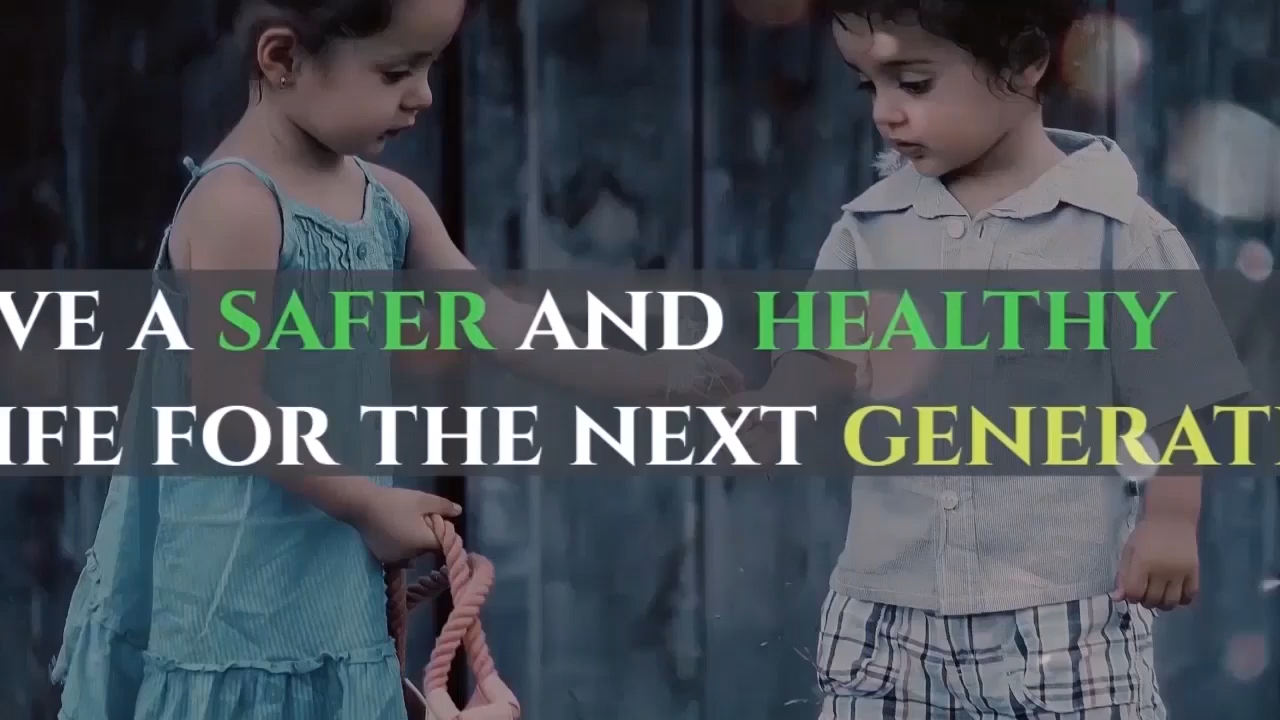 VE A SAFER AND HEALTHY
IFE FOR THE NEXT GENERAT